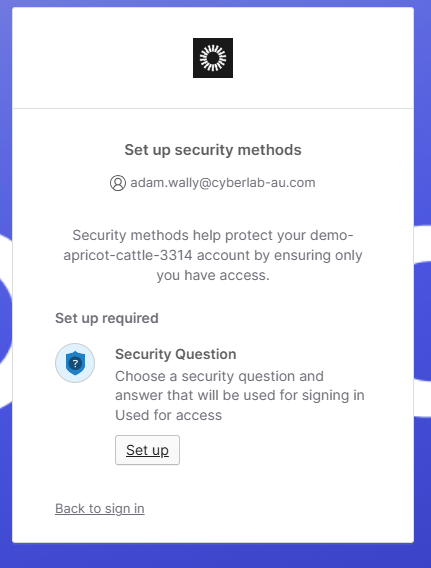 Set up security methods
adam.wally@cyberlab-au.com
Security methods help protect your demo-
apricot-cattle-3314 account by ensuring only
you have access.
Set up required
Security Question
Choose a security question and
answer that will be used for signing in
Used for access
Set up
Back to sign in